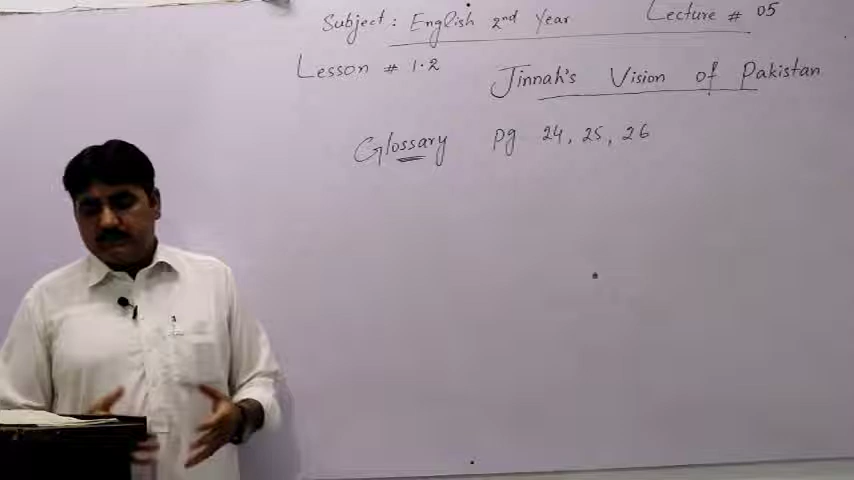 Subject: English 2nd Year Lecture # 05
Lesson # 1.2 Jinnah's Vision of Pakistan
Glossary pg 24, 25, 26